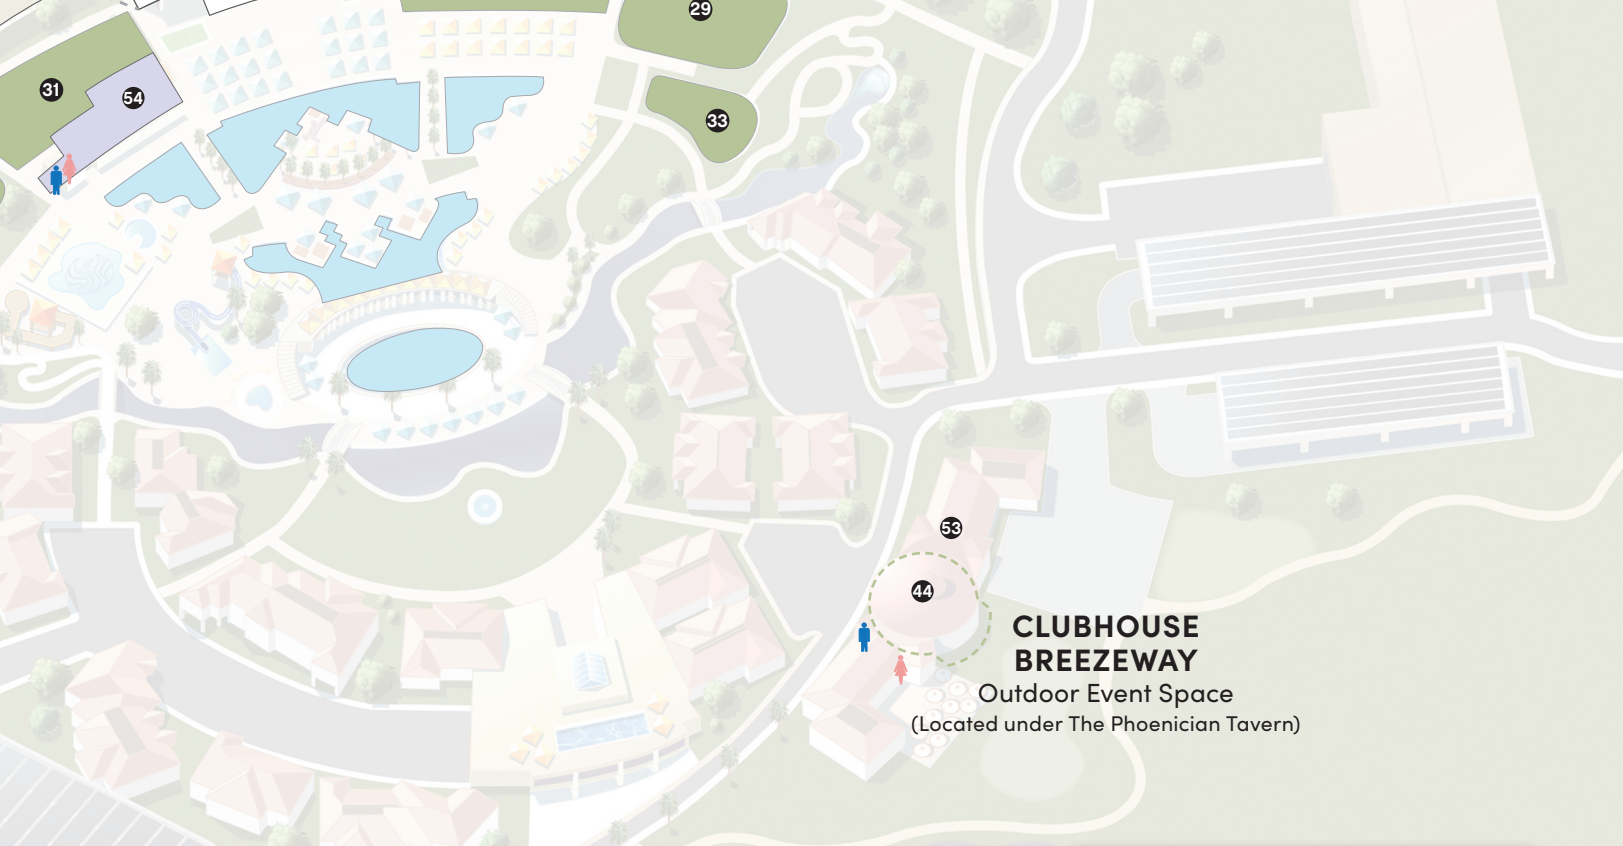 29
31
54
33
53
44
CLUBHOUSE
BREEZEWAY
Outdoor Event Space
(Located under The Phoenician Tavern)